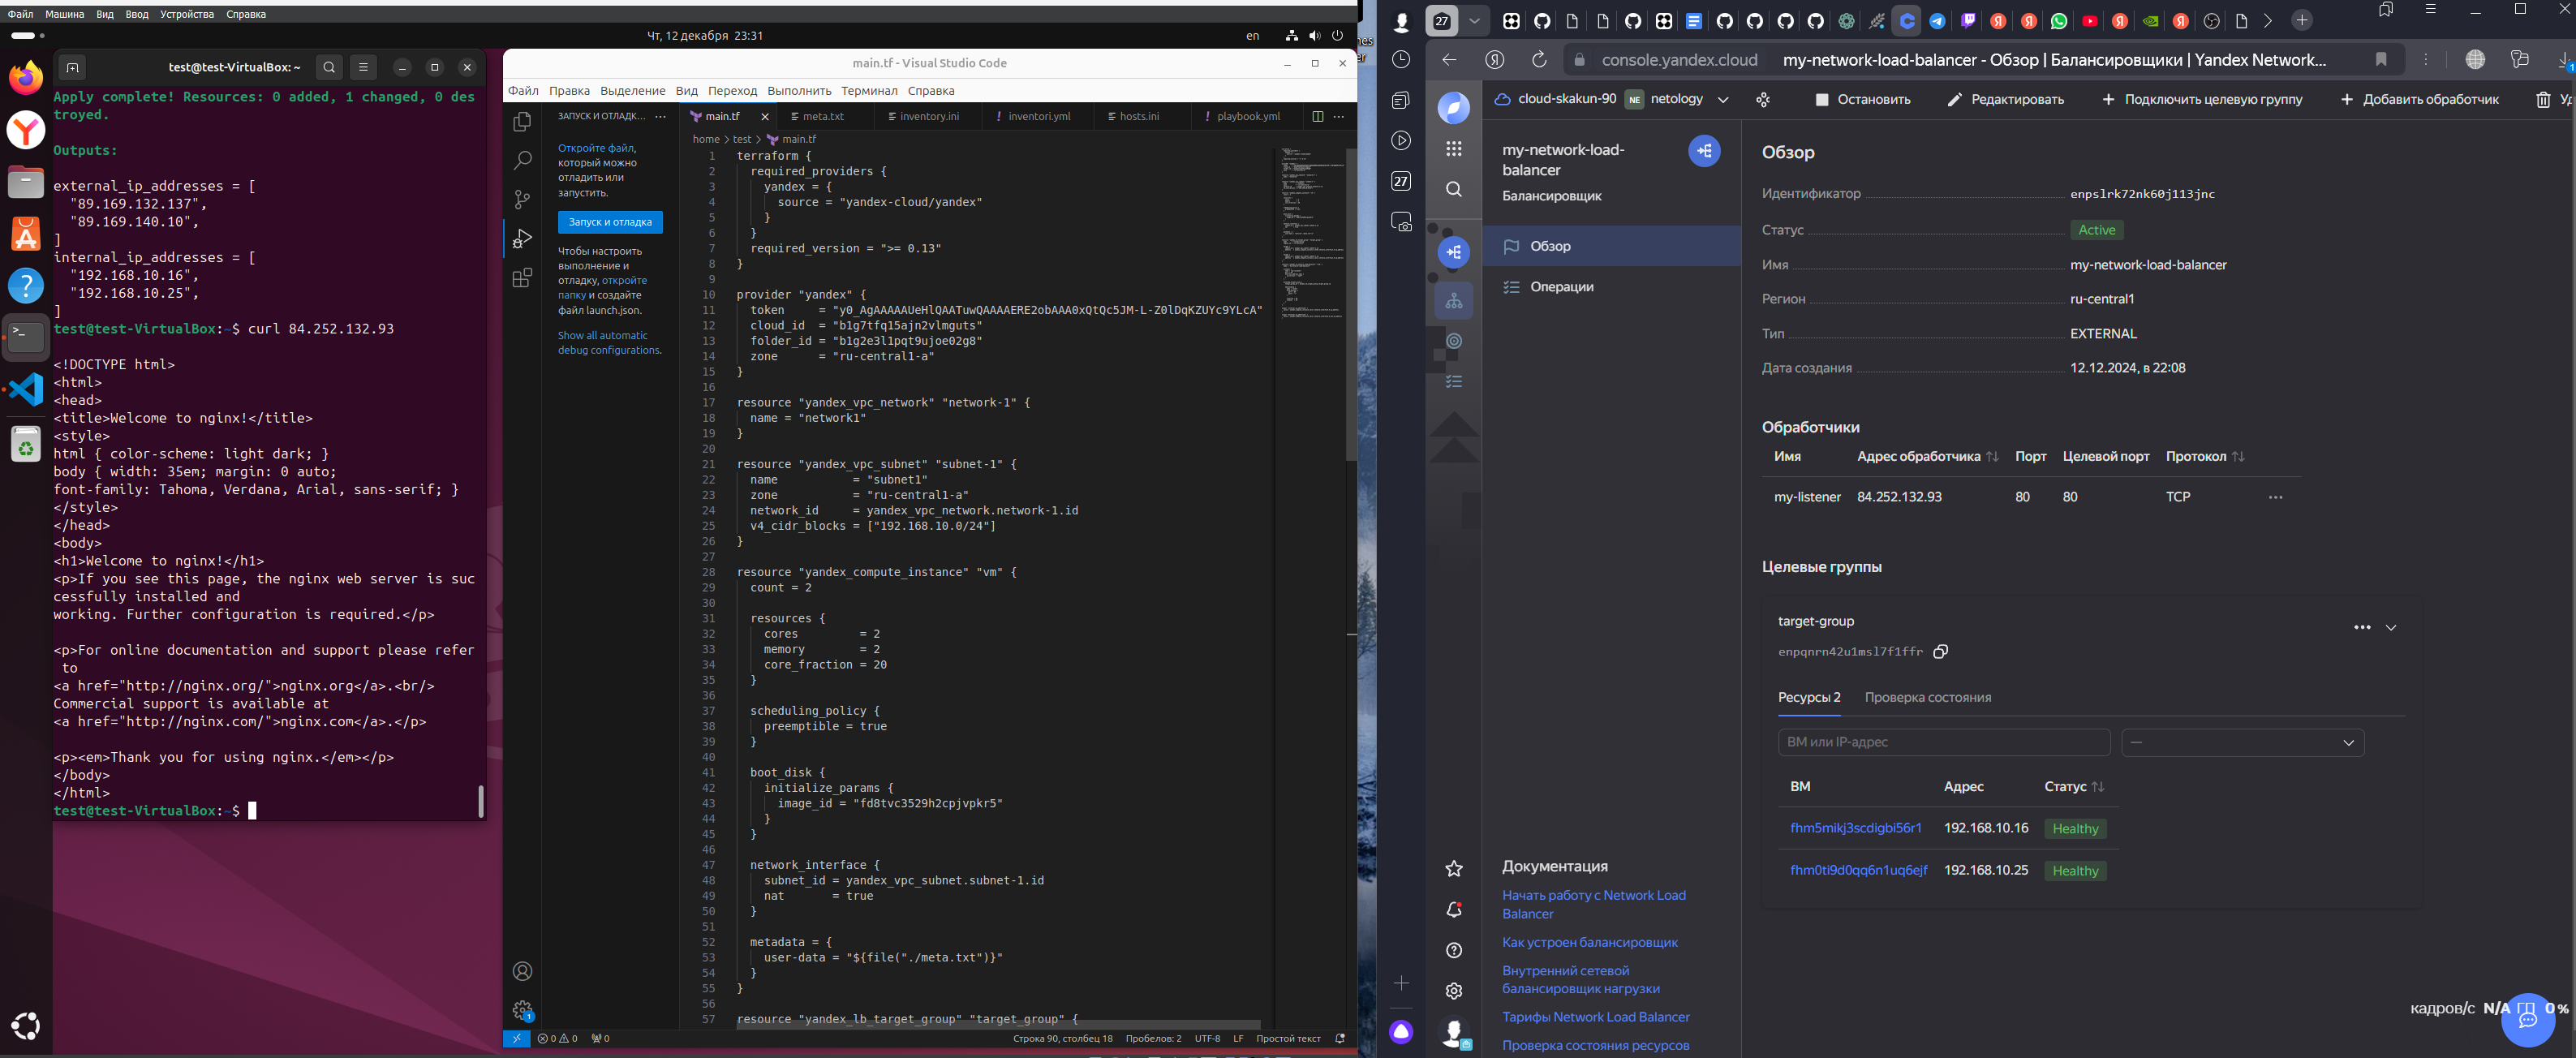 Файл Машина Вид Ввод Устройства Справка
Чт, 12 декабря 23:31
en
test@test-VirtualBox: ~
Apply complete! Resources: 0 added, 1 changed, 0 des
troyed.
Outputs:
external_ip_addresses = [
"89.169.132.137",
"89.169.140.10",
]
internal_ip_addresses = [
"192.168.10.16",
"192.168.10.25",
]
test@test-VirtualBox:~$ curl 84.252.132.93
<!DOCTYPE html>
<html>
<head>
<title>Welcome to nginx!</title>
<style>
html { color-scheme: light dark; }
body { width: 35em; margin: 0 auto;
font-family: Tahoma, Verdana, Arial, sans-serif; }
</style>
</head>
<body>
<h1>Welcome to nginx!</h1>
<p>If you see this page, the nginx web server is suc
cessfully installed and
working. Further configuration is required.</p>
<p>For online documentation and support please refer
to
<a href="http://nginx.org/">nginx.org</a>.<br/>
Commercial support is available at
<a href="http://nginx.com/">nginx.com</a>.</p>
<p><em>Thank you for using nginx.</em></p>
</body>
</html>
test@test-VirtualBox:~$
main.tf - Visual Studio Code
Файл Правка Выделение Вид Переход Выполнить Терминал Справка
ЗАПУСК И ОТЛАДК...
Откройте файл,
который можно
отладить или
запустить.
Запуск и отладка
Чтобы настроить
выполнение и
отладку, откройте
папку и создайте
файл launch.json.
Show all automatic
debug configurations.
main.tf meta.txt inventory.ini inventori.yml hosts.ini playbook.yml
home > test > main.tf
1 terraform {
2 required_providers {
3 yandex = {
4 source = "yandex-cloud/yandex"
5 }
6 }
7 required_version = ">= 0.13"
8 }
9
10 provider "yandex" {
11 token = "y0_AgAAAAAUeHlQAATuwQAAAAERE2obAAA0xQtQc5JM-L-Z0lDqKZUYc9YLcA"
12 cloud_id = "b1g7tfq15ajn2vlmguts"
13 folder_id = "b1g2e3l1pqt9ujoe02g8"
14 zone = "ru-central1-a"
15 }
16
17 resource "yandex_vpc_network" "network-1" {
18 name = "network1"
19 }
20
21 resource "yandex_vpc_subnet" "subnet-1" {
22 name = "subnet1"
23 zone = "ru-central1-a"
24 network_id = yandex_vpc_network.network-1.id
25 v4_cidr_blocks = ["192.168.10.0/24"]
26 }
27
28 resource "yandex_compute_instance" "vm" {
29 count = 2
30
31 resources {
32 cores = 2
33 memory = 2
34 core_fraction = 20
35 }
36
37 scheduling_policy {
38 preemptible = true
39 }
40
41 boot_disk {
42 initialize_params {
43 image_id = "fd8tvc3529h2cpjvpkr5"
44 }
45 }
46
47 network_interface {
48 subnet_id = yandex_vpc_subnet.subnet-1.id
49 nat = true
50 }
51
52 metadata = {
53 user-data = "${file("./meta.txt")}"
54 }
55 }
56
57 resource "yandex_lb_target_group" "target_group" {
0 0 0
Строка 90, столбец 18 Пробелов: 2 UTF-8 LF Простой текст
27
console.yandex.cloud my-network-load-balancer - Обзор | Балансировщики | Yandex Network...
cloud-skakun-90 NE netology
Остановить Редактировать Подключить целевую группу Добавить обработчик
my-network-load-
balancer
Балансировщик
Обзор
Операции
Документация
Начать работу с Network Load
Balancer
Как устроен балансировщик
Внутренний сетевой
балансировщик нагрузки
Тарифы Network Load Balancer
Проверка состояния ресурсов
Обзор
Идентификатор enpslrk72nk60j113jnc
Статус Active
Имя my-network-load-balancer
Регион ru-central1
Тип EXTERNAL
Дата создания 12.12.2024, в 22:08
Обработчики
Имя Адрес обработчика Порт Целевой порт Протокол
my-listener 84.252.132.93 80 80 TCP
Целевые группы
target-group
enpqnrn42u1msl7f1ffr
Ресурсы 2 Проверка состояния
ВМ или IP-адрес —
ВМ Адрес Статус
fhm5mikj3scdigbi56r1 192.168.10.16 Healthy
fhm0ti9d0qq6n1uq6ejf 192.168.10.25 Healthy
кадров/с N/A ГП 0%